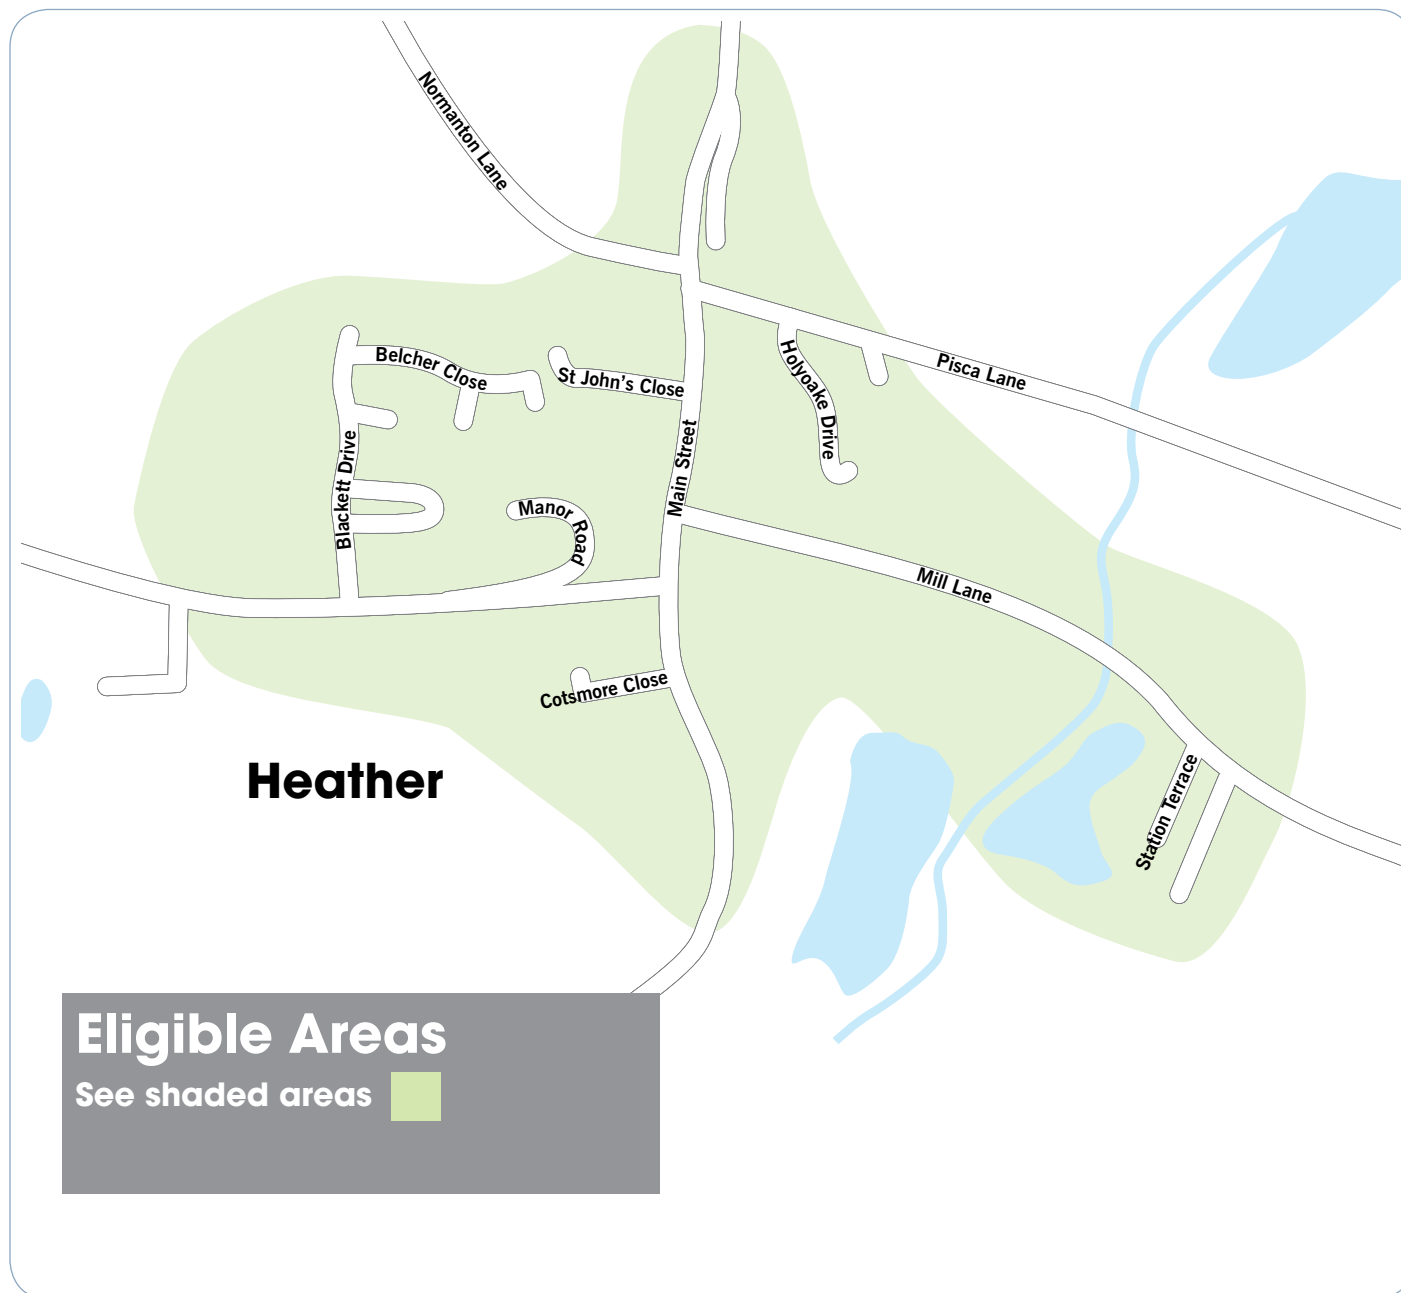 Normanton Lane
Belcher Close
St John's Close
Holyoake Drive
Pisca Lane
Blackett Drive
Main Street
Manor Road
Mill Lane
Cotsmore Close
Station Terrace
Heather
Eligible Areas
See shaded areas